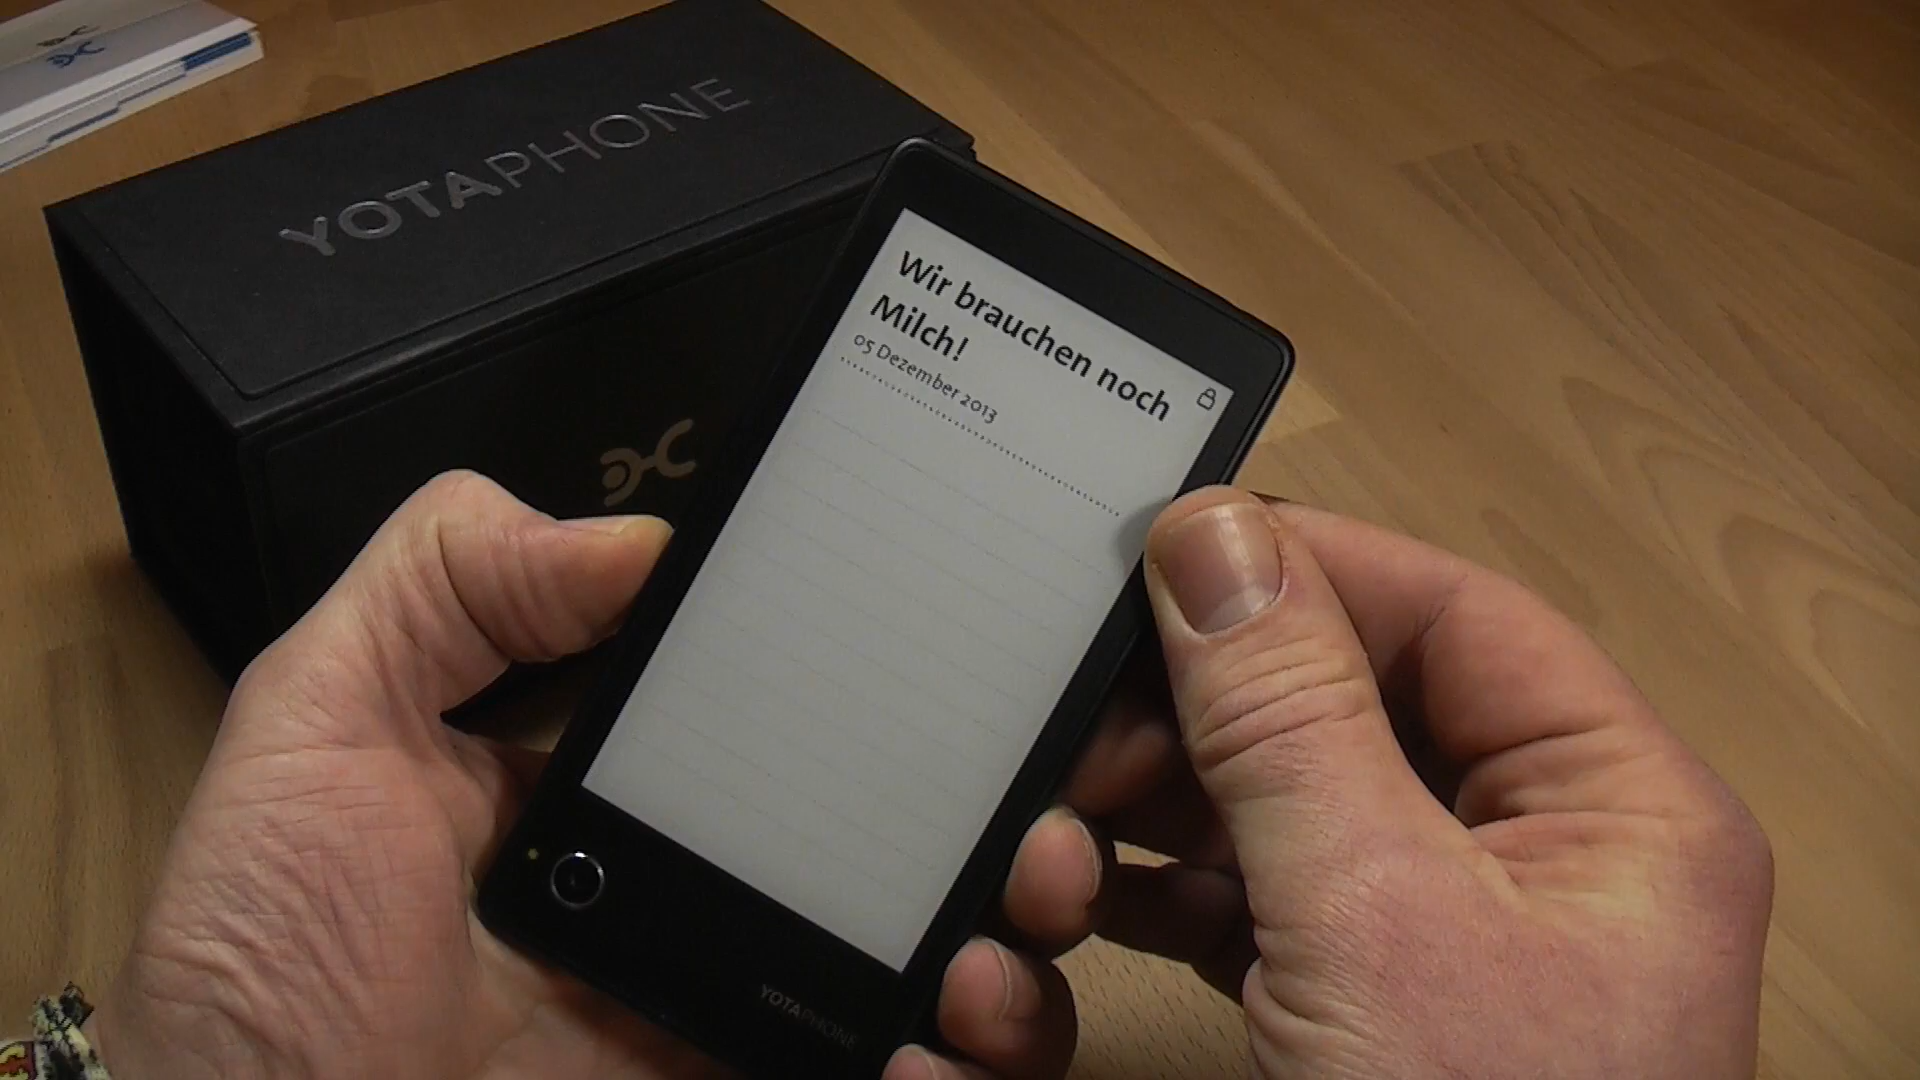 YOTAPHONE
Wir brauchen noch
Milch!
05 Dezember 2013
YOTAPHONE